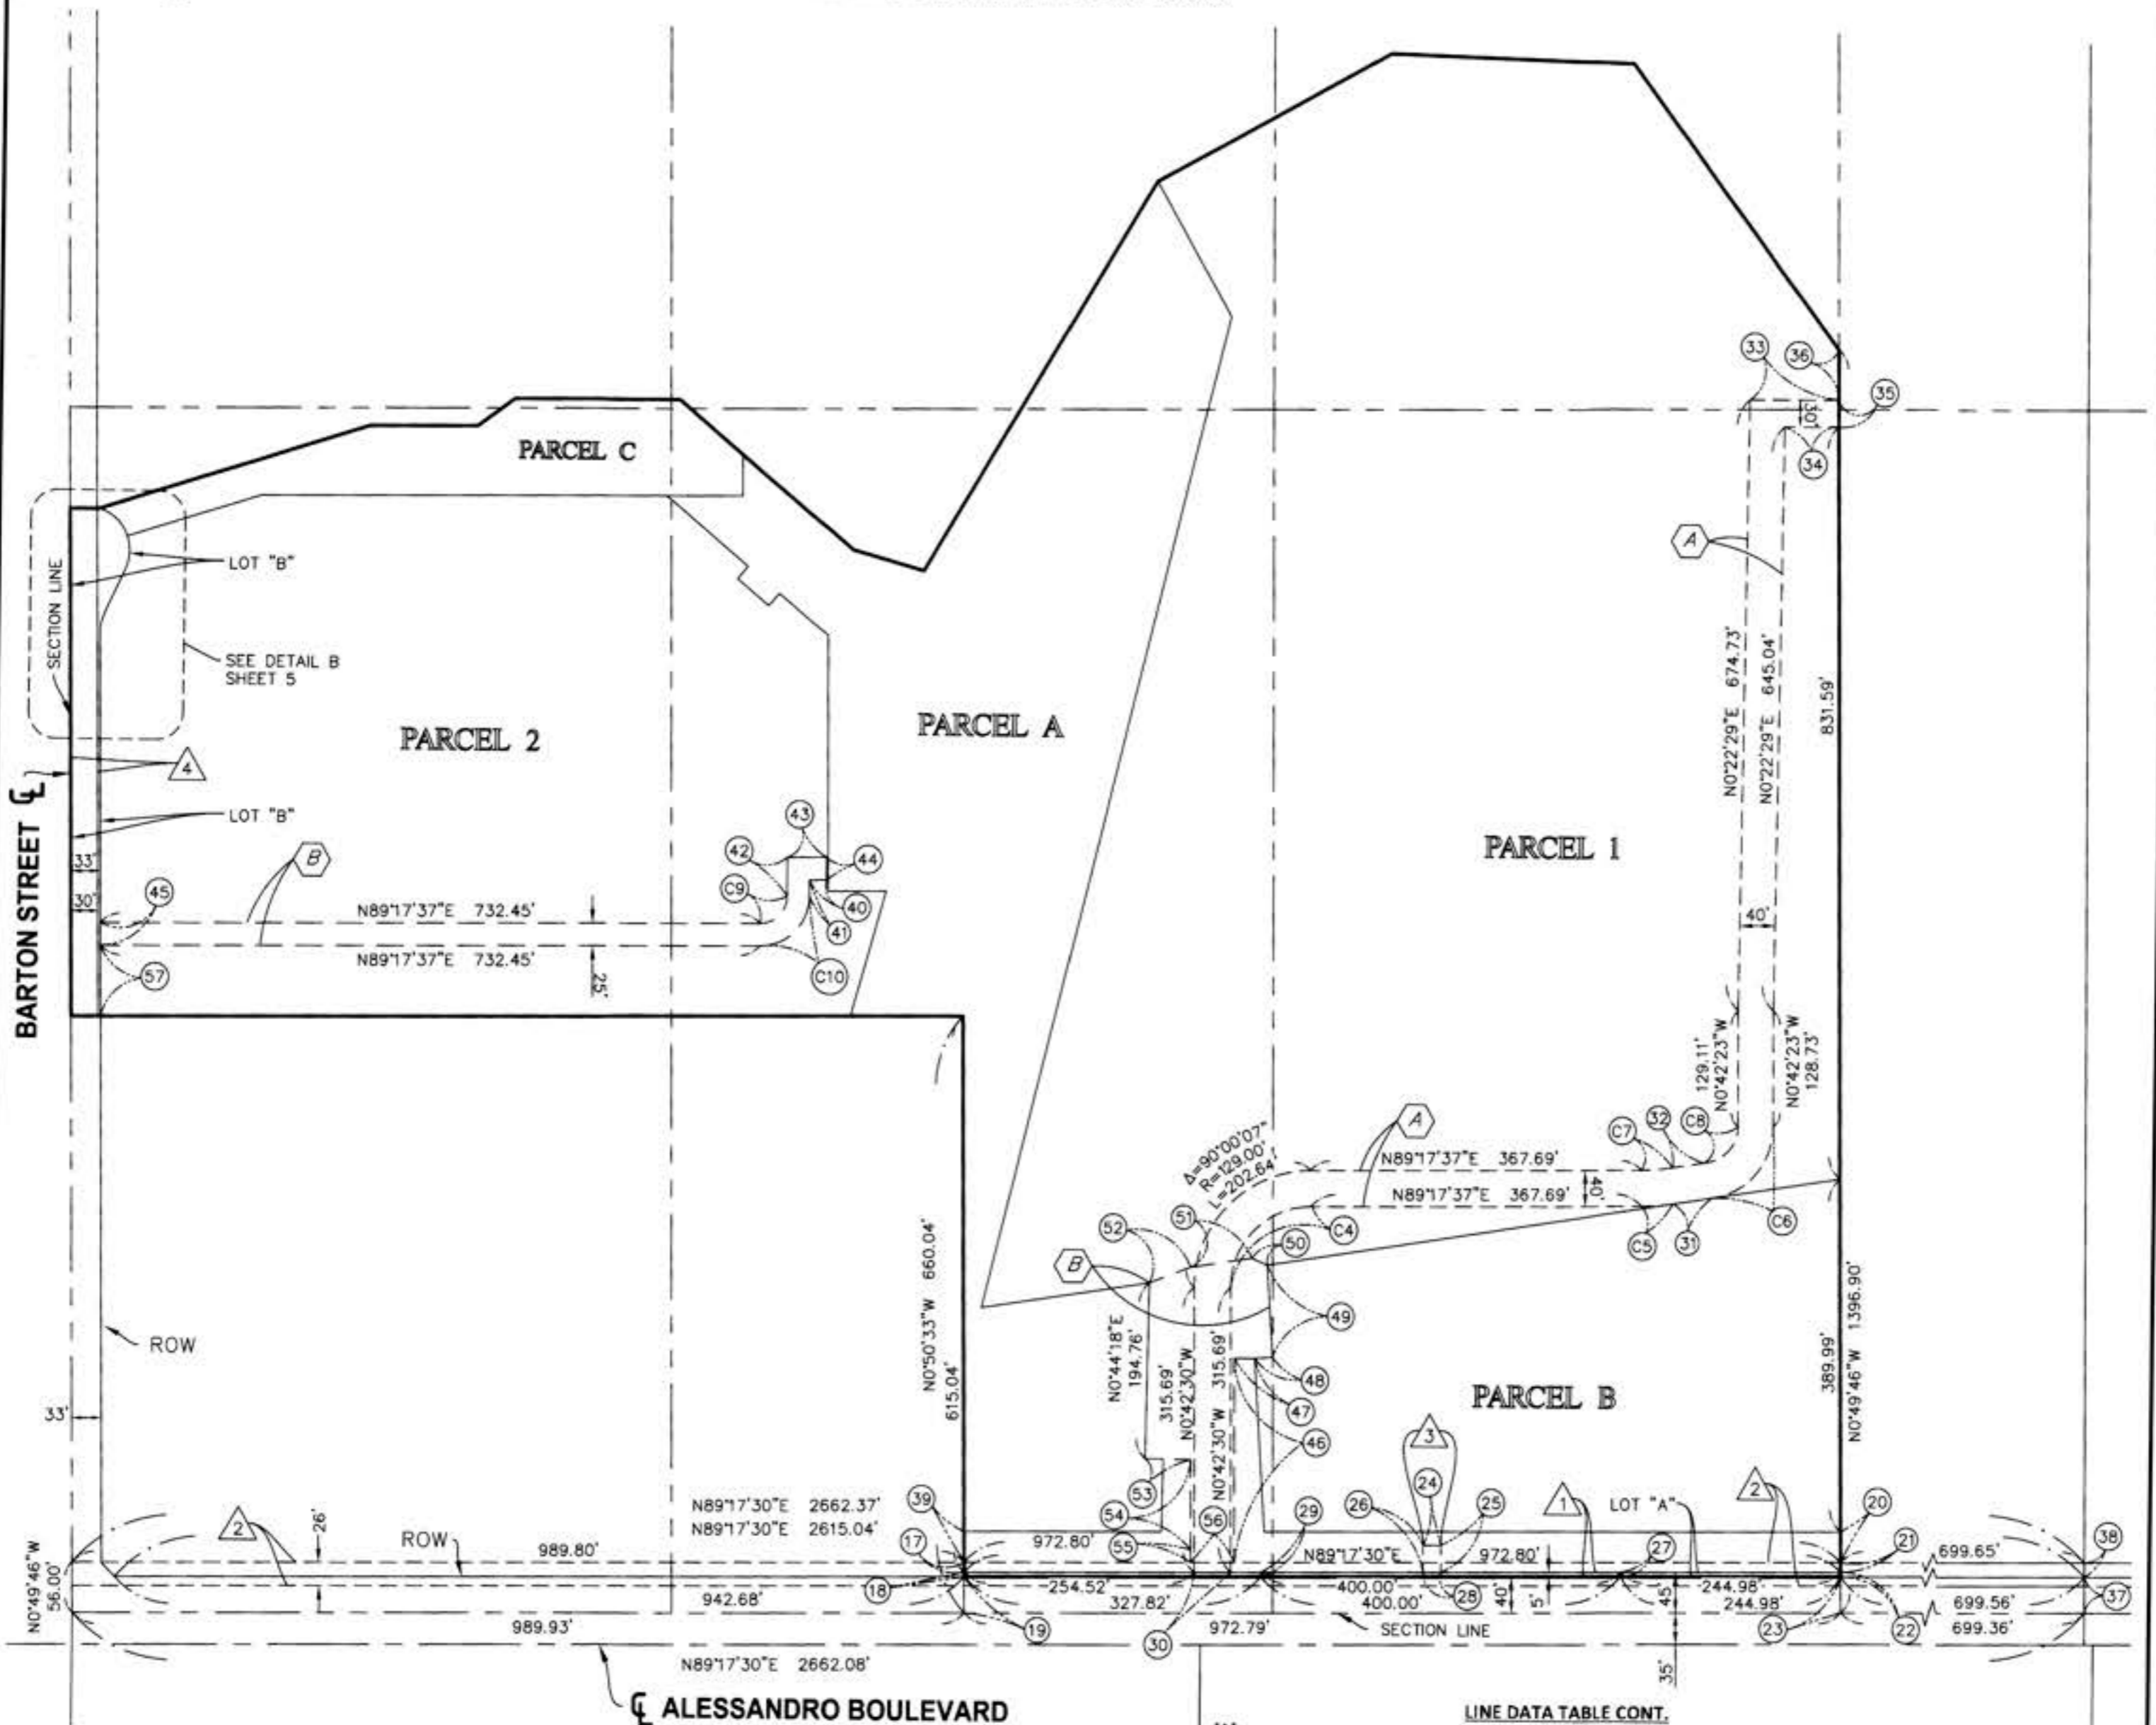 33
36
35
30'
34
PARCEL C
A
LOT "B"
SECTION LINE
SEE DETAIL B
SHEET 5
N0°22'29"E 674.73'
N0°22'29"E 645.04'
831.59'
PARCEL A
PARCEL 2
4
BARTON STREET ℄
LOT "B"
43
42
44
PARCEL 1
33'
B
C9
45
30'
40
N89°17'37"E 732.45'
41
40'
N89°17'37"E 732.45'
57
C10
25'
129.11'
N0°42'23"W
N0°42'23"W
128.73'
A
C7
32
C8
Δ=90°00'07"
R=129.00'
L=202.64'
N89°17'37"E 367.69'
40'
N89°17'37"E 367.69'
52
51
C4
C6
50
C5
31
B
N0°50'33"W 660.04'
615.04'
49
N0°44'18"E
194.76'
315.69'
N0°42'30"W
N0°42'30"W 315.69'
389.99'
N0°49'46"W 1396.90'
ROW
48
PARCEL B
47
33'
3
46
24
53
N89°17'30"E 2662.37'
39
26
25
1
LOT "A"
2
20
54
N89°17'30"E 2615.04'
2
26'
56
29
17
ROW
989.80'
972.80'
55
N89°17'30"E
972.80'
27
21
699.65'
38
18
254.52'
400.00'
28
40'
5'
45'
244.98'
N0°49'46"W
56.00'
942.68'
327.82'
400.00'
244.98'
699.56'
37
989.93'
19
30
972.79'
SECTION LINE
23
22
699.36'
N89°17'30"E 2662.08'
35'
℄ ALESSANDRO BOULEVARD
LINE DATA TABLE CONT.